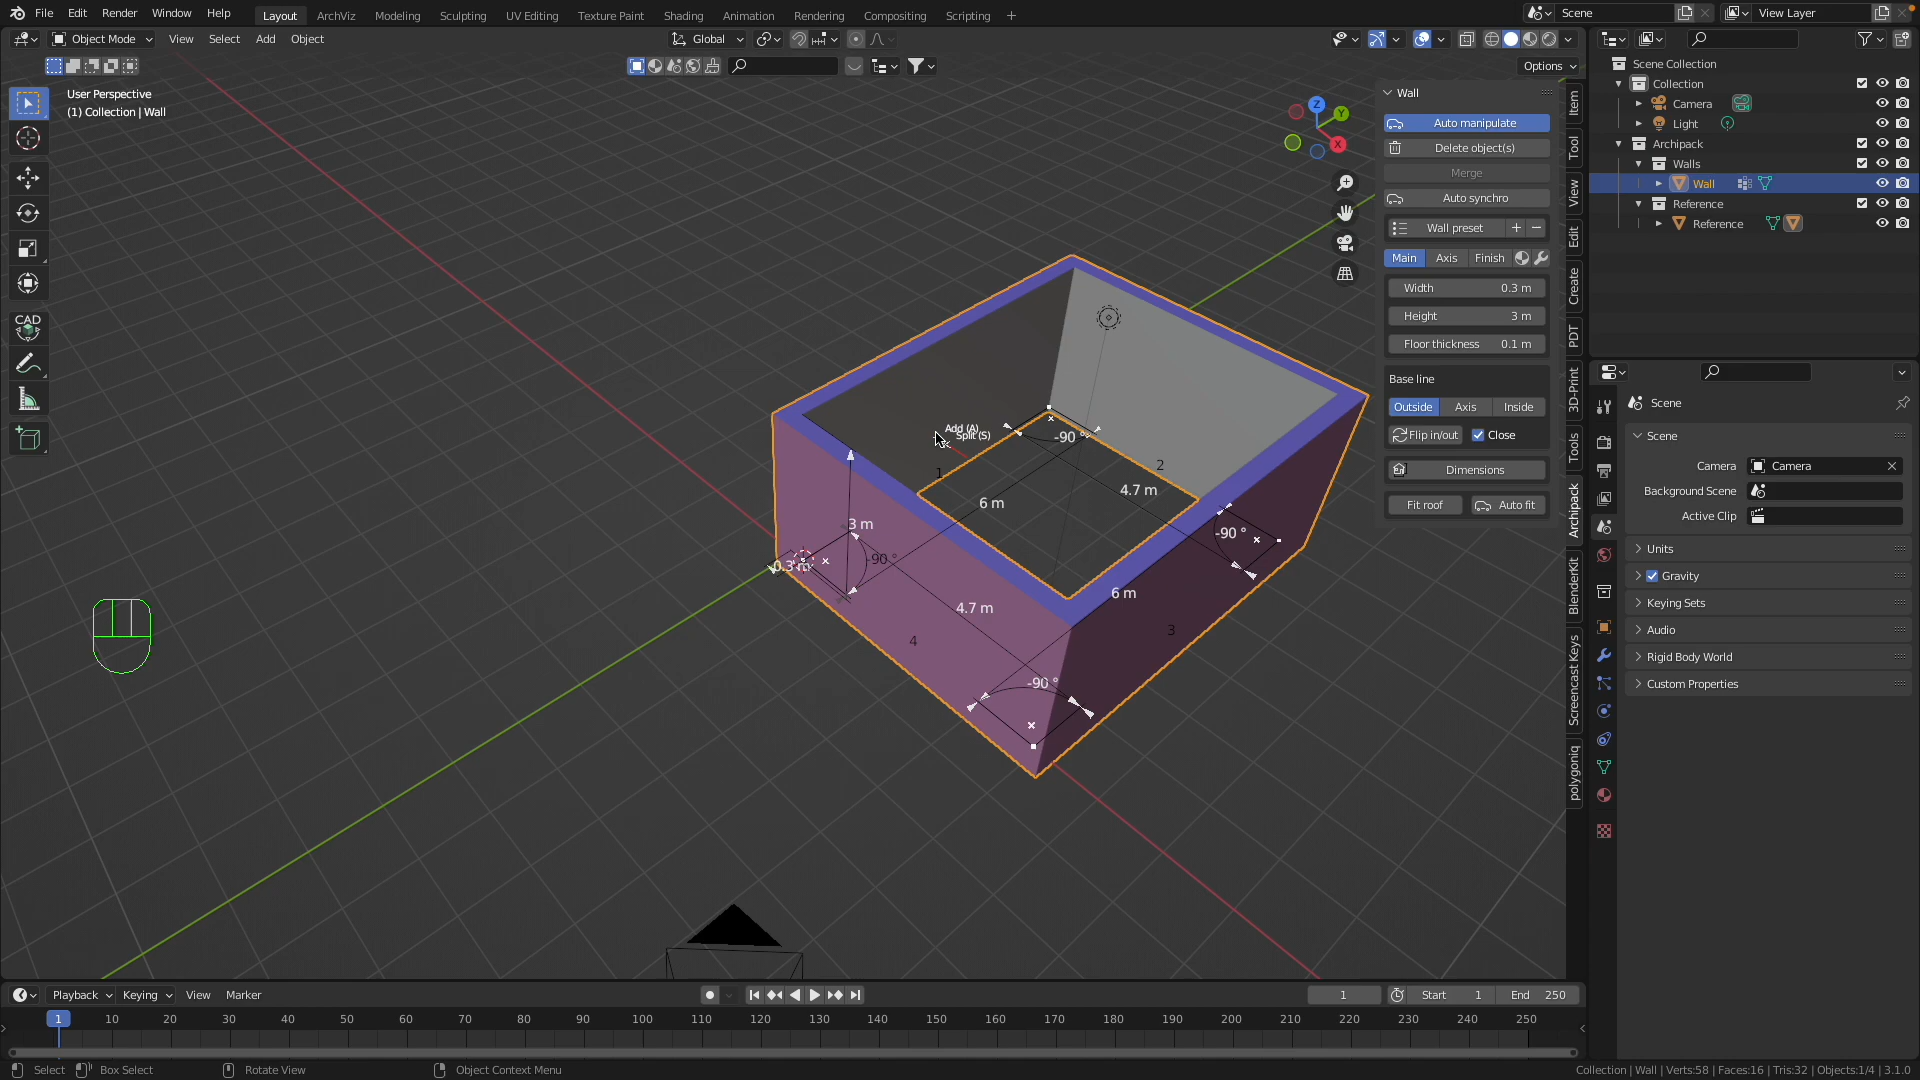 File Edit Render Window Help Layout ArchViz Modeling Sculpting UV Editing Texture Paint Shading Animation Rendering Compositing Scripting + Scene View Layer
Object Mode View Select Add Object Global
Options
User Perspective
(1) Collection | Wall
Z
Y
X
CAD
Add (A)
Split (S)
-90 °
1
2
4.7 m
6 m
3 m
-90 °
-90 °
0.3 m
6 m
4.7 m
3
4
-90 °
Wall
Auto manipulate
Delete object(s)
Merge
Auto synchro
Wall preset
Main Axis Finish
Width 0.3 m
Height 3 m
Floor thickness 0.1 m
Base line
Outside Axis Inside
Flip in/out Close
Dimensions
Fit roof Auto fit
Item
Tool
View
Edit
Create
PDT
3D-Print
Tools
Archipack
BlenderKit
Screencast Keys
polygoniq
Scene Collection
Collection
Camera
Light
Archipack
Walls
Wall
Reference
Reference
Scene
Scene
Camera Camera
Background Scene
Active Clip
Units
Gravity
Keying Sets
Audio
Rigid Body World
Custom Properties
Playback Keying View Marker 1 Start 1 End 250
1 10 20 30 40 50 60 70 80 90 100 110 120 130 140 150 160 170 180 190 200 210 220 230 240 250
Select Box Select Rotate View Object Context Menu Collection | Wall | Verts:58 | Faces:16 | Tris:32 | Objects:1/4 | 3.1.0